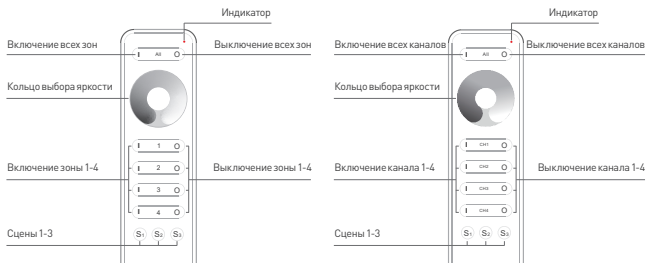 Индикатор
Включение всех зон
I All O
Выключение всех зон
Кольцо выбора яркости
I 1 O
I 2 O
I 3 O
I 4 O
Включение зоны 1-4
Выключение зоны 1-4
Сцены 1-3
S1 S2 S3
Индикатор
Включение всех каналов
I All O
Выключение всех каналов
Кольцо выбора яркости
I CH1 O
I CH2 O
I CH3 O
I CH4 O
Включение канала 1-4
Выключение канала 1-4
Сцены 1-3
S1 S2 S3